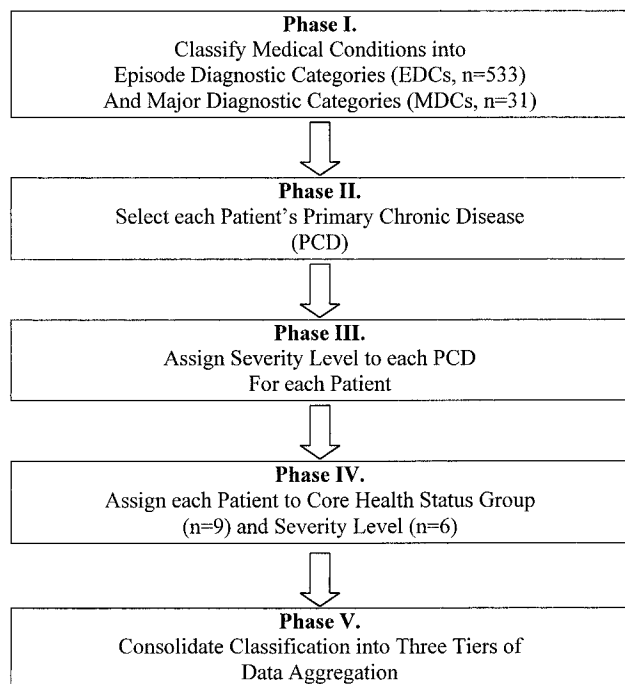 Phase I.
Classify Medical Conditions into
Episode Diagnostic Categories (EDCs, n=533)
And Major Diagnostic Categories (MDCs, n=31)
Phase II.
Select each Patient's Primary Chronic Disease
(PCD)
Phase III.
Assign Severity Level to each PCD
For each Patient
Phase IV.
Assign each Patient to Core Health Status Group
(n=9) and Severity Level (n=6)
Phase V.
Consolidate Classification into Three Tiers of
Data Aggregation